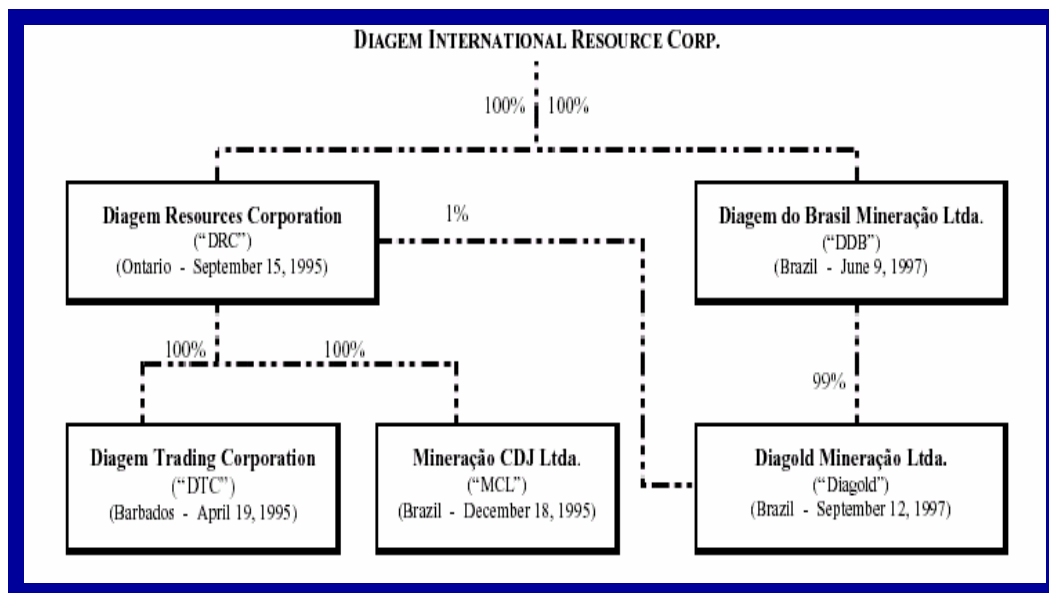 DIAGEM INTERNATIONAL RESOURCE CORP.
100% 100%
Diagem Resources Corporation
("DRC")
(Ontario - September 15, 1995)
1%
Diagem do Brasil Mineração Ltda.
("DDB")
(Brazil - June 9, 1997)
100% 100%
99%
Diagem Trading Corporation
("DTC")
(Barbados - April 19, 1995)
Mineração CDJ Ltda.
("MCL")
(Brazil - December 18, 1995)
Diagold Mineração Ltda.
("Diagold")
(Brazil - September 12, 1997)